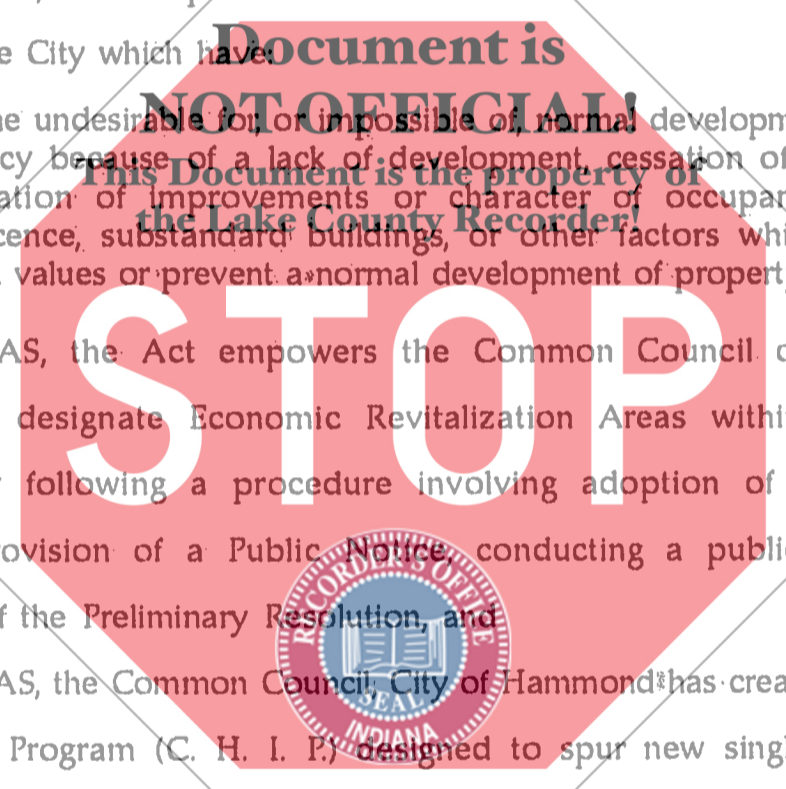 e City which have:
Document is
NOT OFFICIAL!
ne undesirable for, or impossible of, normal developm
cy because of a lack of development, cessation of
This Document is the property of
ation of improvements or character of occupan
the Lake County Recorder!
cence, substandard buildings, or other factors whi
values or prevent a normal development of property
STOP
AS, the Act empowers the Common Council o
designate Economic Revitalization Areas withi
following a procedure involving adoption of
ovision of a Public Notice, conducting a publi
f the Preliminary Resolution, and
RECORDER'S OFFICE
SEAL
INDIANA
AS, the Common Council, City of Hammond has crea
Program (C. H. I. P.) designed to spur new singl